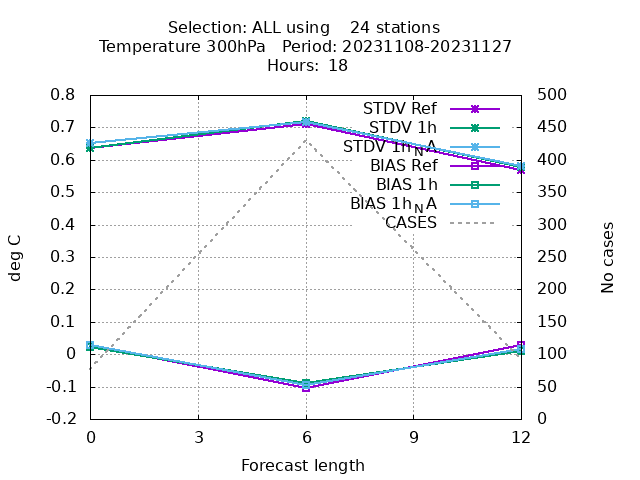 Selection: ALL using    24 stations
Temperature 300hPa   Period: 20231108-20231127
Hours: 18
0.8
0.7
0.6
0.5
0.4
0.3
0.2
0.1
0
-0.1
-0.2
deg C
STDV Ref
STDV 1h
STDV 1h_NA
BIAS Ref
BIAS 1h
BIAS 1h_NA
CASES
500
450
400
350
300
250
200
150
100
50
0
No cases
0 3 6 9 12
Forecast length